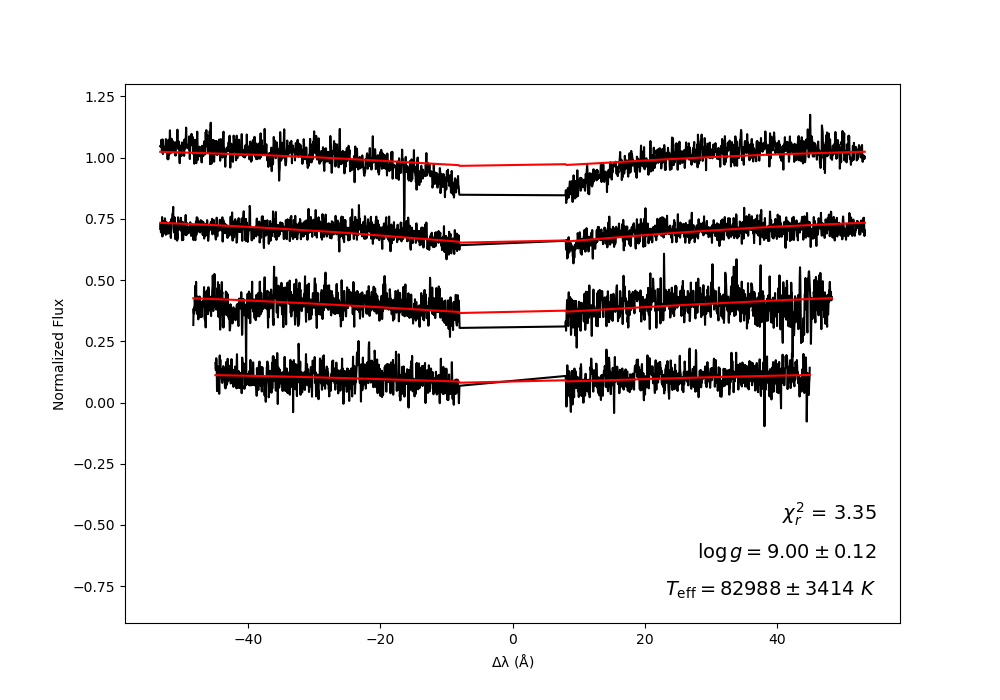 1.25
1.00
0.75
0.50
0.25
0.00
−0.25
−0.50
−0.75
Normalized Flux
χ²ᵣ = 3.35
log g = 9.00 ± 0.12
T_eff = 82988 ± 3414 K
−40 −20 0 20 40
Δλ (Å)